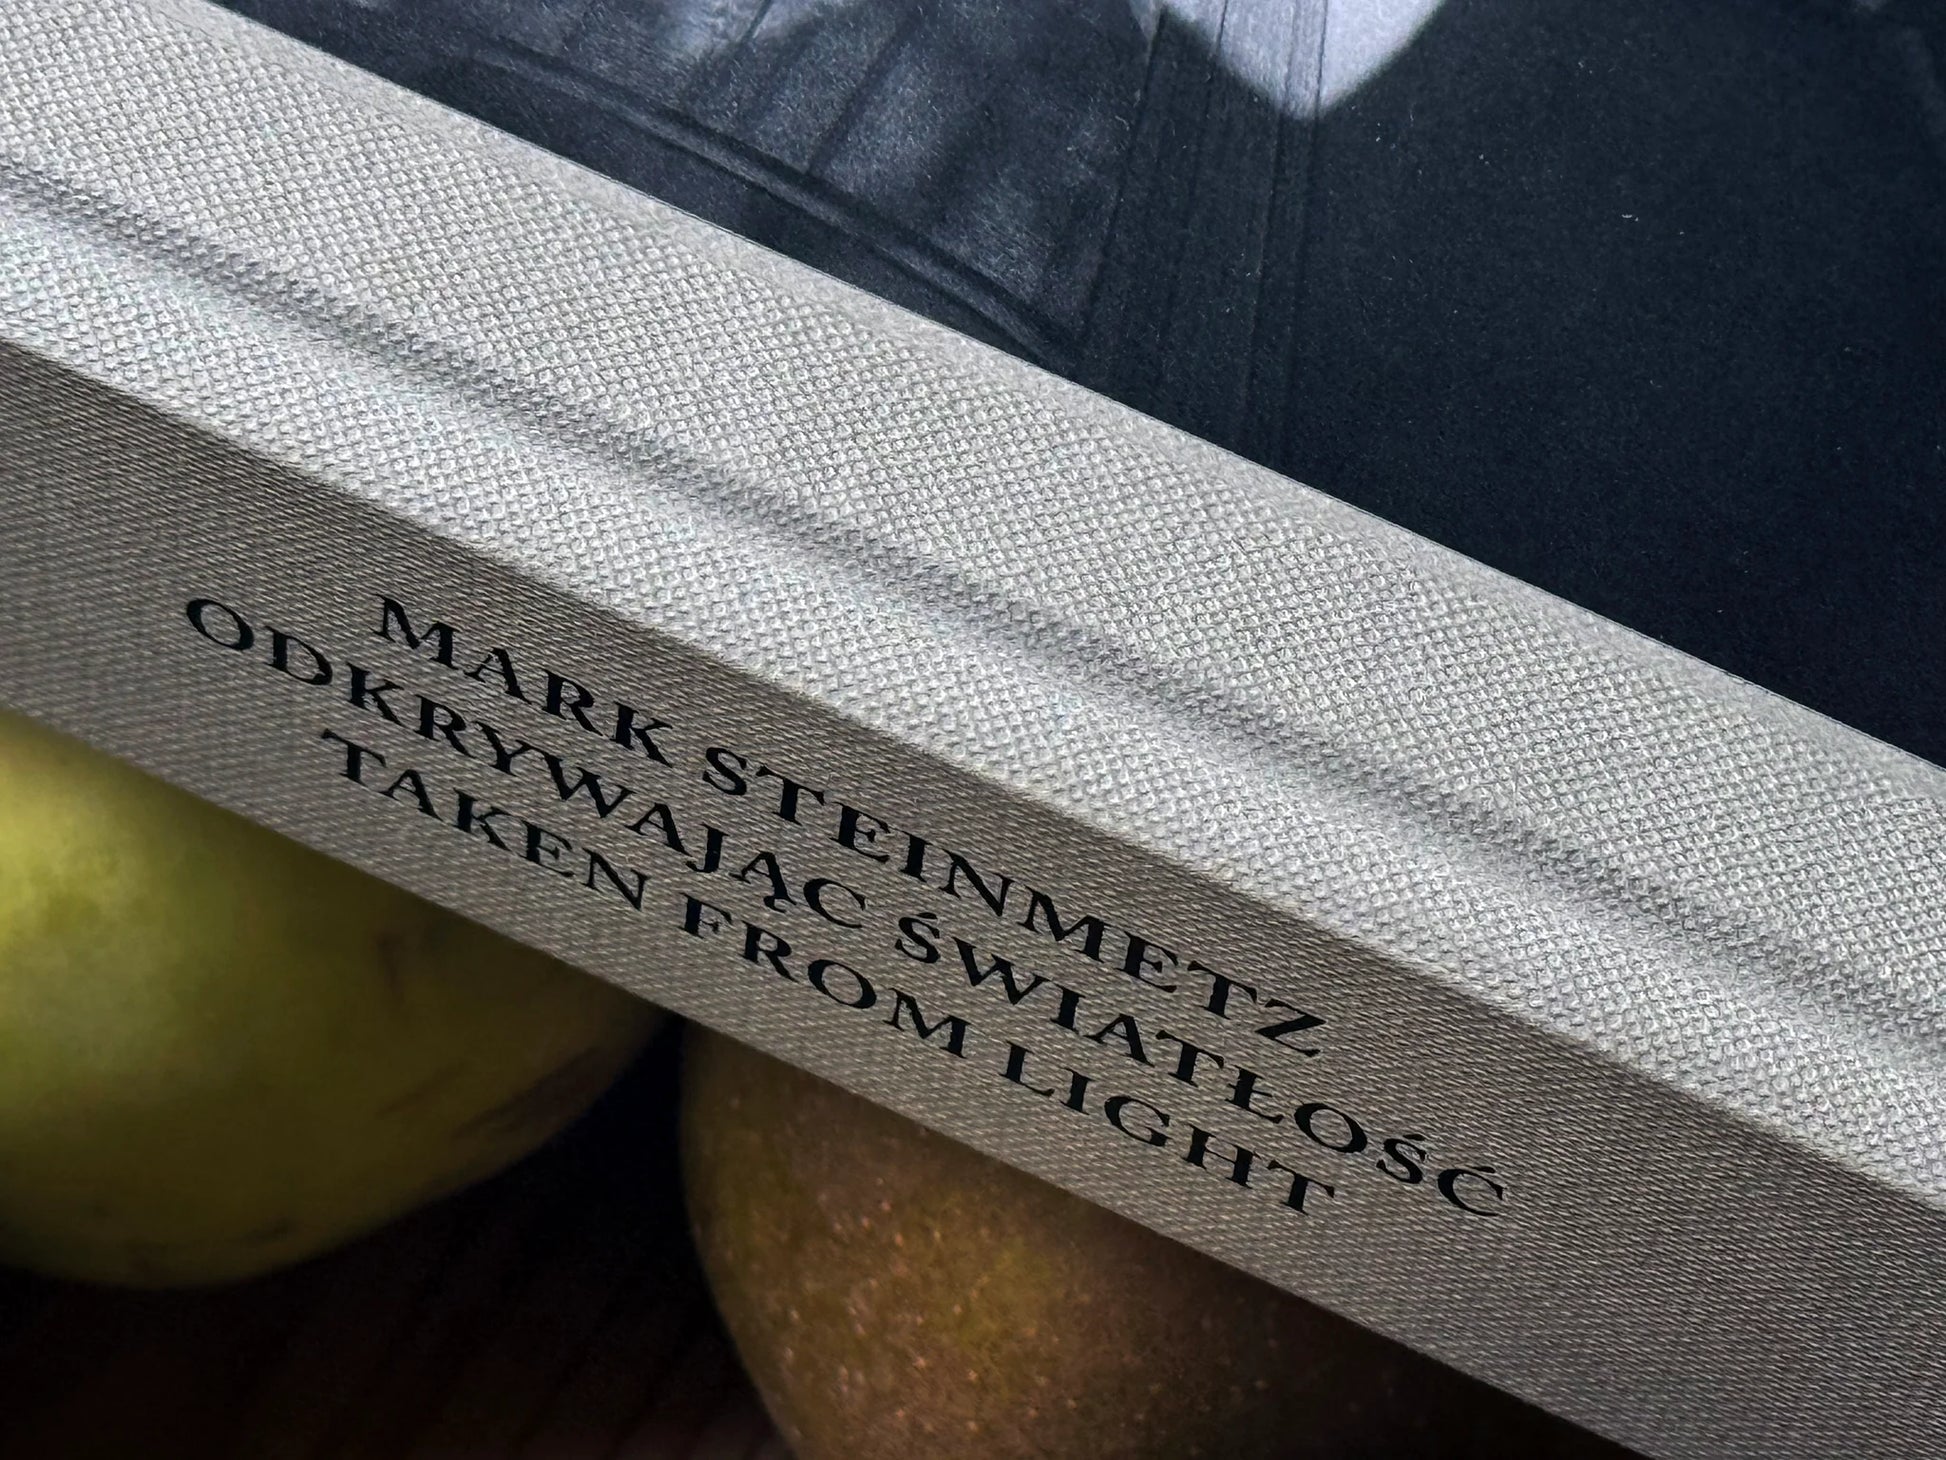 MARK STEINMETZ
ODKRYWAJĄC ŚWIATŁOŚĆ
TAKEN FROM LIGHT